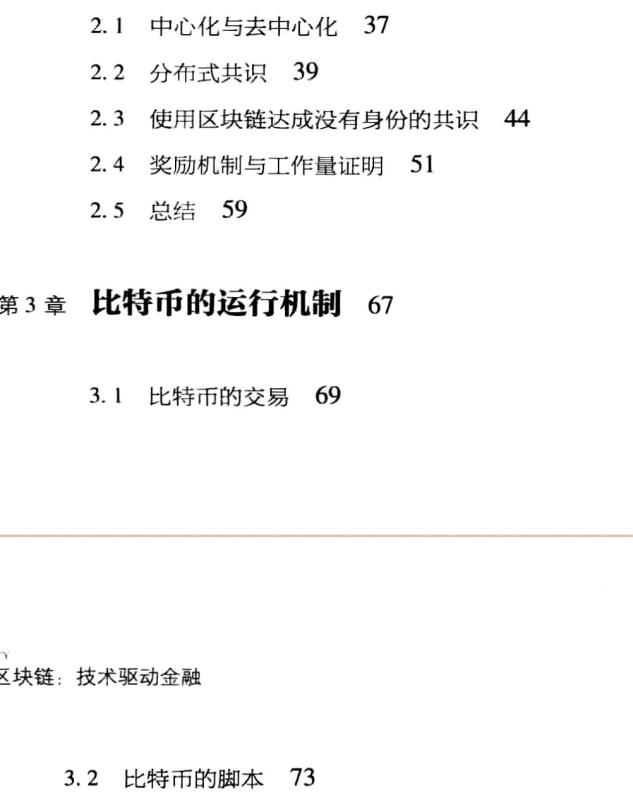 2.1 中心化与去中心化 37
2.2 分布式共识 39
2.3 使用区块链达成没有身份的共识 44
2.4 奖励机制与工作量证明 51
2.5 总结 59
第3章 比特币的运行机制 67
3.1 比特币的交易 69
区块链：技术驱动金融
3.2 比特币的脚本 73